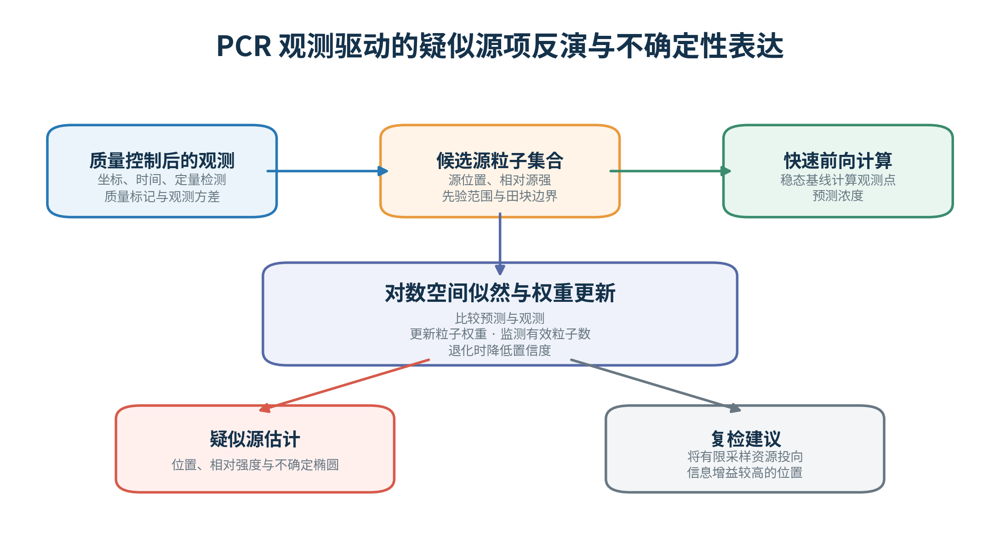 PCR 观测驱动的疑似源项反演与不确定性表达
质量控制后的观测
坐标、时间、定量检测
质量标记与观测方差
候选源粒子集合
源位置、相对源强
先验范围与田块边界
快速前向计算
稳态基线计算观测点
预测浓度
对数空间似然与权重更新
比较预测与观测
更新粒子权重 · 监测有效粒子数
退化时降低置信度
疑似源估计
位置、相对强度与不确定椭圆
复检建议
将有限采样资源投向
信息增益较高的位置